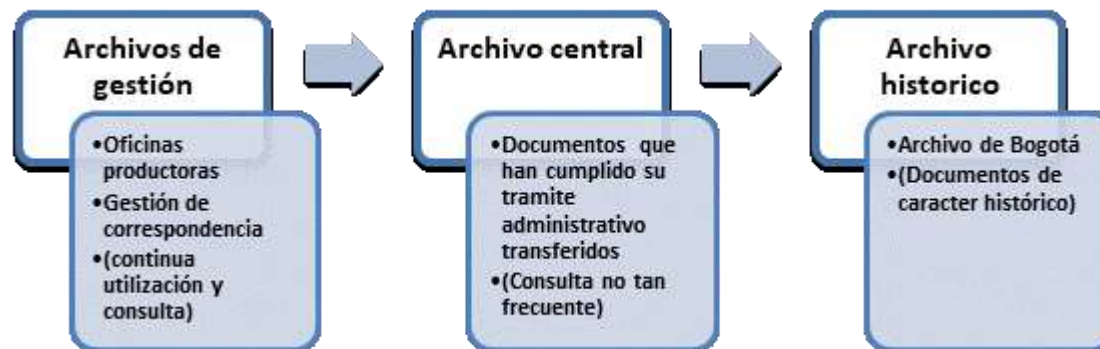 Archivos de
gestión
•Oficinas
productoras
•Gestión de
correspondencia
•(continua
utilización y
consulta)
Archivo central
•Documentos que
han cumplido su
tramite
administrativo
transferidos
•(Consulta no tan
frecuente)
Archivo
historico
•Archivo de Bogotá
•(Documentos de
caracter histórico)